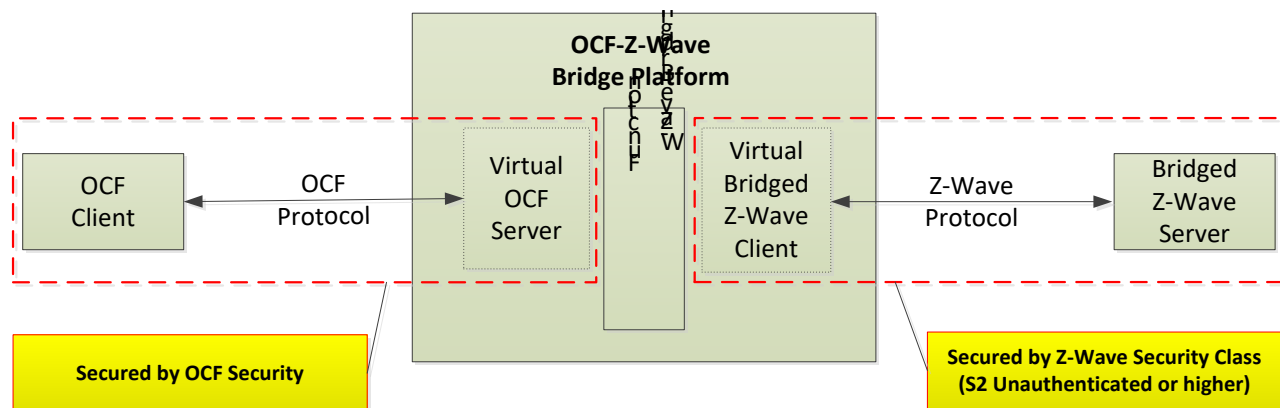 OCF-Z-Wave
Bridge Platform
OCF
Client
OCF
Protocol
Virtual
OCF
Server
Function
Virtual
Bridged
Z-Wave
Client
Z-Wave
Protocol
Bridged
Z-Wave
Server
Secured by OCF Security
Secured by Z-Wave Security Class
(S2 Unauthenticated or higher)